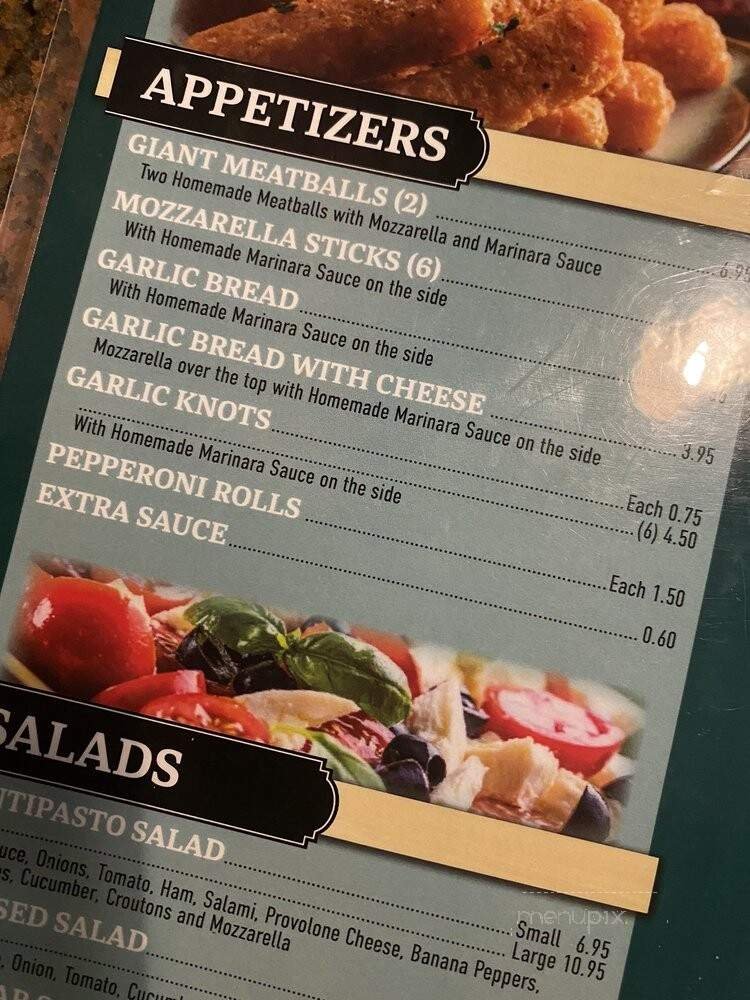 APPETIZERS
GIANT MEATBALLS (2)
Two Homemade Meatballs with Mozzarella and Marinara Sauce
MOZZARELLA STICKS (6)
With Homemade Marinara Sauce on the side
GARLIC BREAD
With Homemade Marinara Sauce on the side
GARLIC BREAD WITH CHEESE 3.95
Mozzarella over the top with Homemade Marinara Sauce on the side
GARLIC KNOTS Each 0.75
(6) 4.50
With Homemade Marinara Sauce on the side
PEPPERONI ROLLS Each 1.50
EXTRA SAUCE 0.60
SALADS
SALAD Small 6.95
Large 10.95
Onions, Tomato, Ham, Salami, Provolone Cheese, Banana Peppers,
Cucumber, Croutons and Mozzarella
SALAD
Onion, Tomato,
menupix